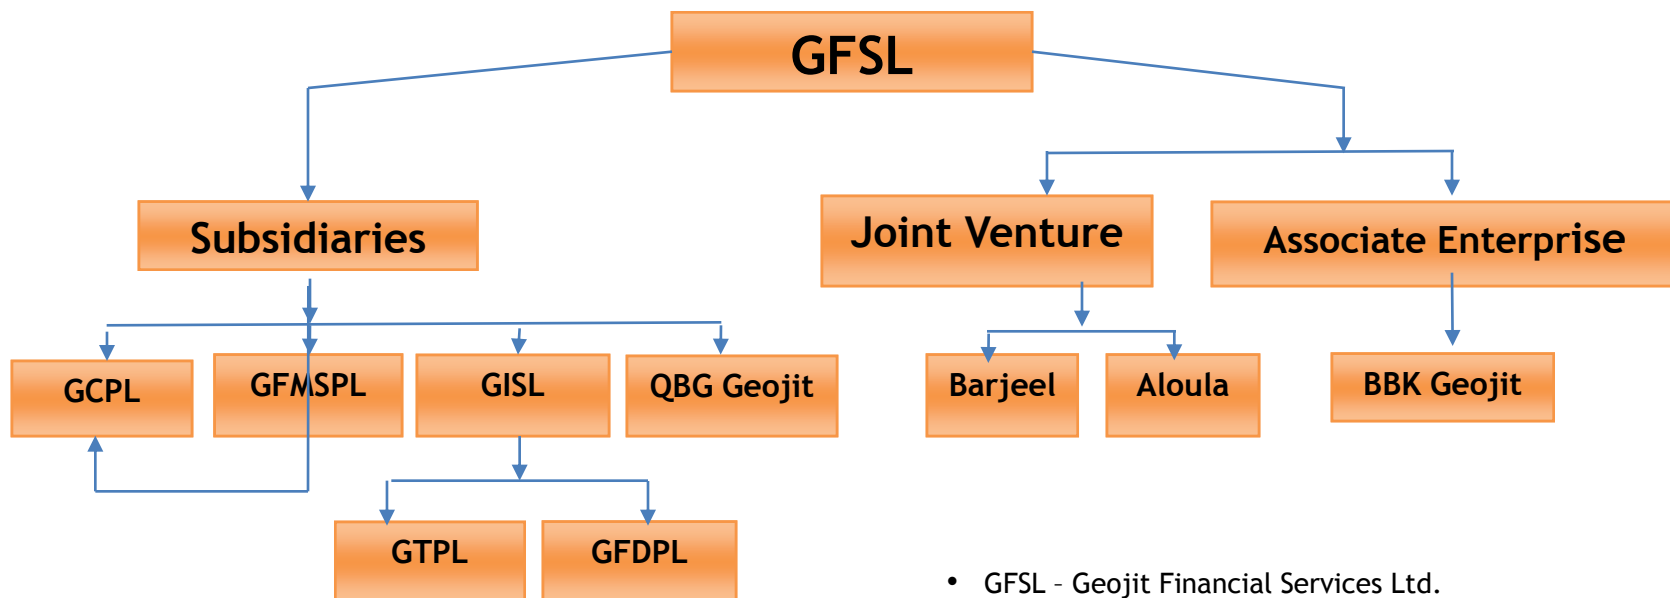 GFSL
Subsidiaries
Joint Venture
Associate Enterprise
GCPL
GFMSPL
GISL
QBG Geojit
Barjeel
Aloula
BBK Geojit
GTPL
GFDPL
• GFSL – Geojit Financial Services Ltd.